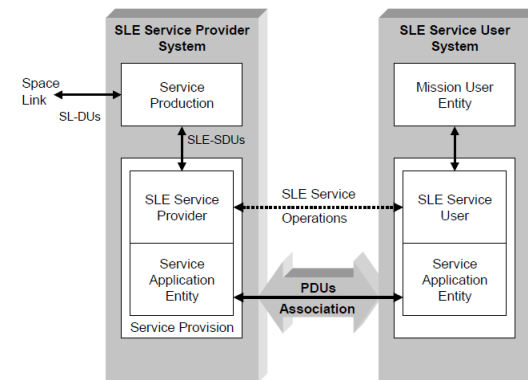 SLE Service Provider
System
SLE Service User
System
Space
Link
SL-DUs
Service
Production
Mission User
Entity
SLE-SDUs
SLE Service
Provider
SLE Service
Operations
SLE Service
User
Service
Application
Entity
PDUs
Association
Service
Application
Entity
Service Provision